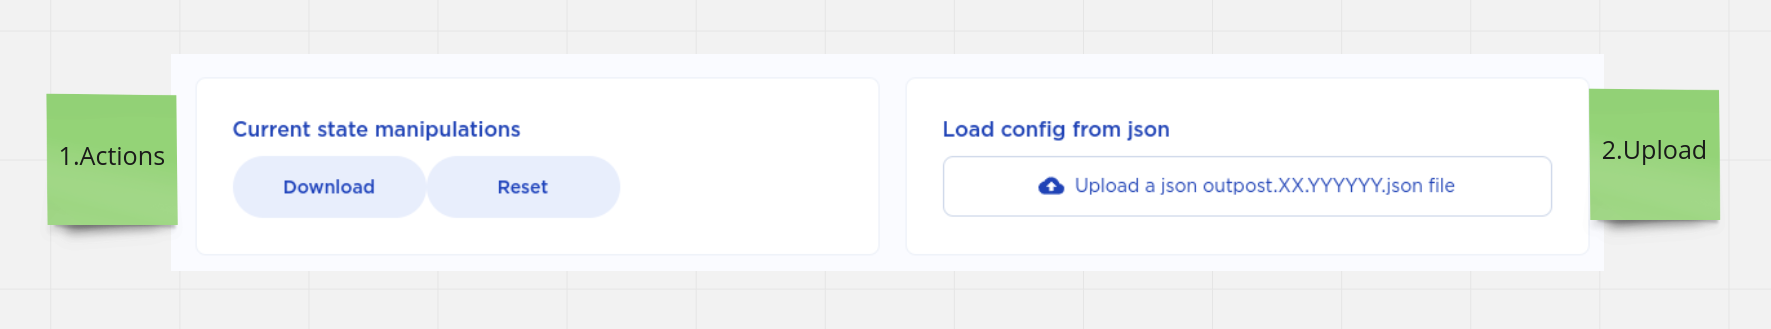 1.Actions
Current state manipulations
Download
Reset
Load config from json
Upload a json outpost.XX.YYYYYY.json file
2.Upload